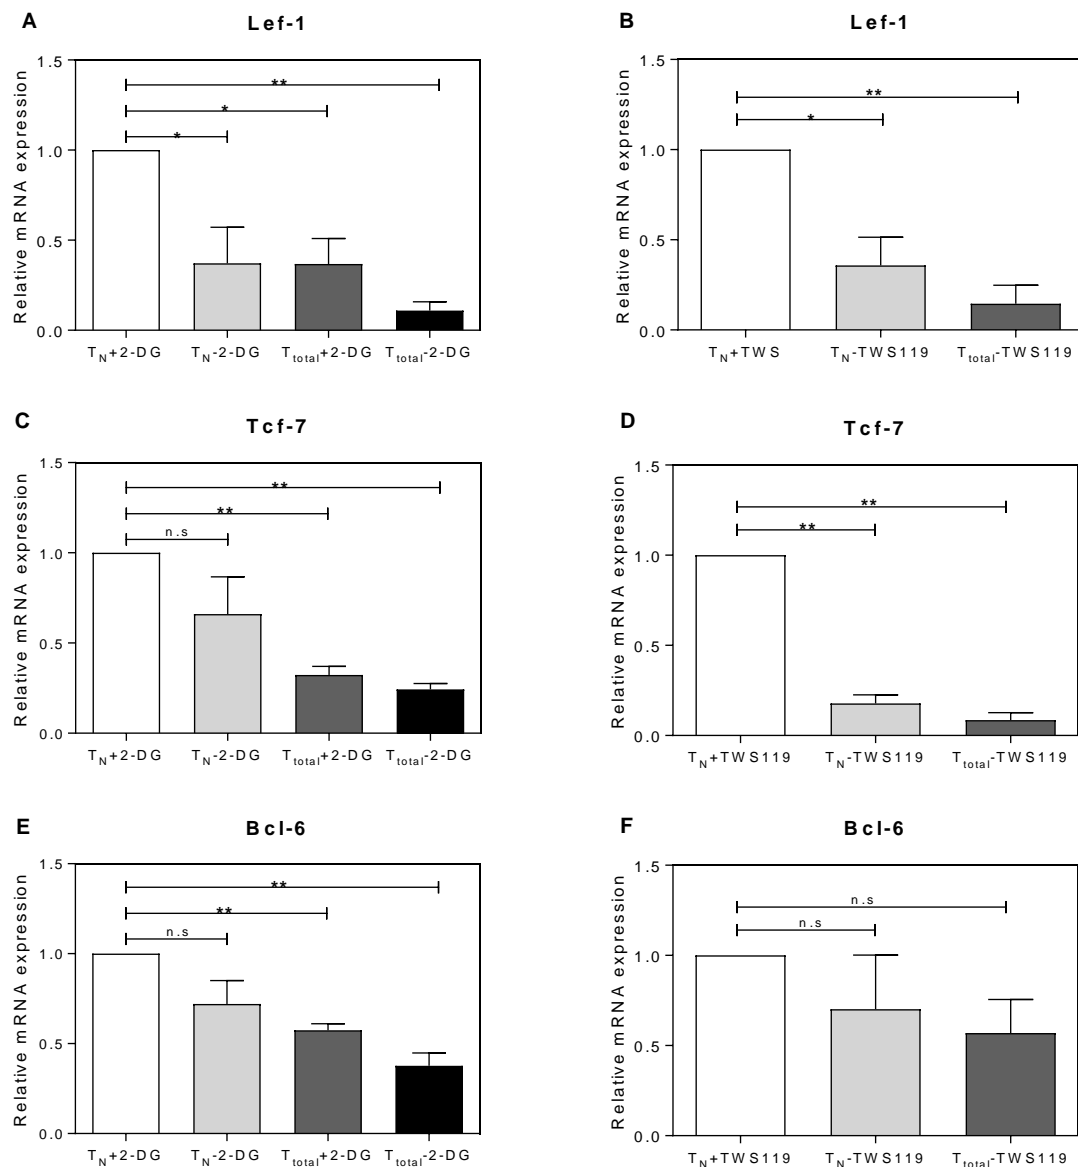 A
Lef-1
Relative mRNA expression
1.5
1.0
0.5
0.0
**
*
*
TN+2-DG
TN-2-DG
Ttotal+2-DG
Ttotal-2-DG
B
Lef-1
Relative mRNA expression
1.5
1.0
0.5
0.0
**
*
TN+TWS
TN-TWS119
Ttotal-TWS119
C
Tcf-7
Relative mRNA expression
1.5
1.0
0.5
0.0
**
**
n.s
TN+2-DG
TN-2-DG
Ttotal+2-DG
Ttotal-2-DG
D
Tcf-7
Relative mRNA expression
1.5
1.0
0.5
0.0
**
**
TN+TWS119
TN-TWS119
Ttotal-TWS119
E
Bcl-6
Relative mRNA expression
1.5
1.0
0.5
0.0
**
**
n.s
TN+2-DG
TN-2-DG
Ttotal+2-DG
Ttotal-2-DG
F
Bcl-6
Relative mRNA expression
1.5
1.0
0.5
0.0
n.s
n.s
TN+TWS119
TN-TWS119
Ttotal-TWS119